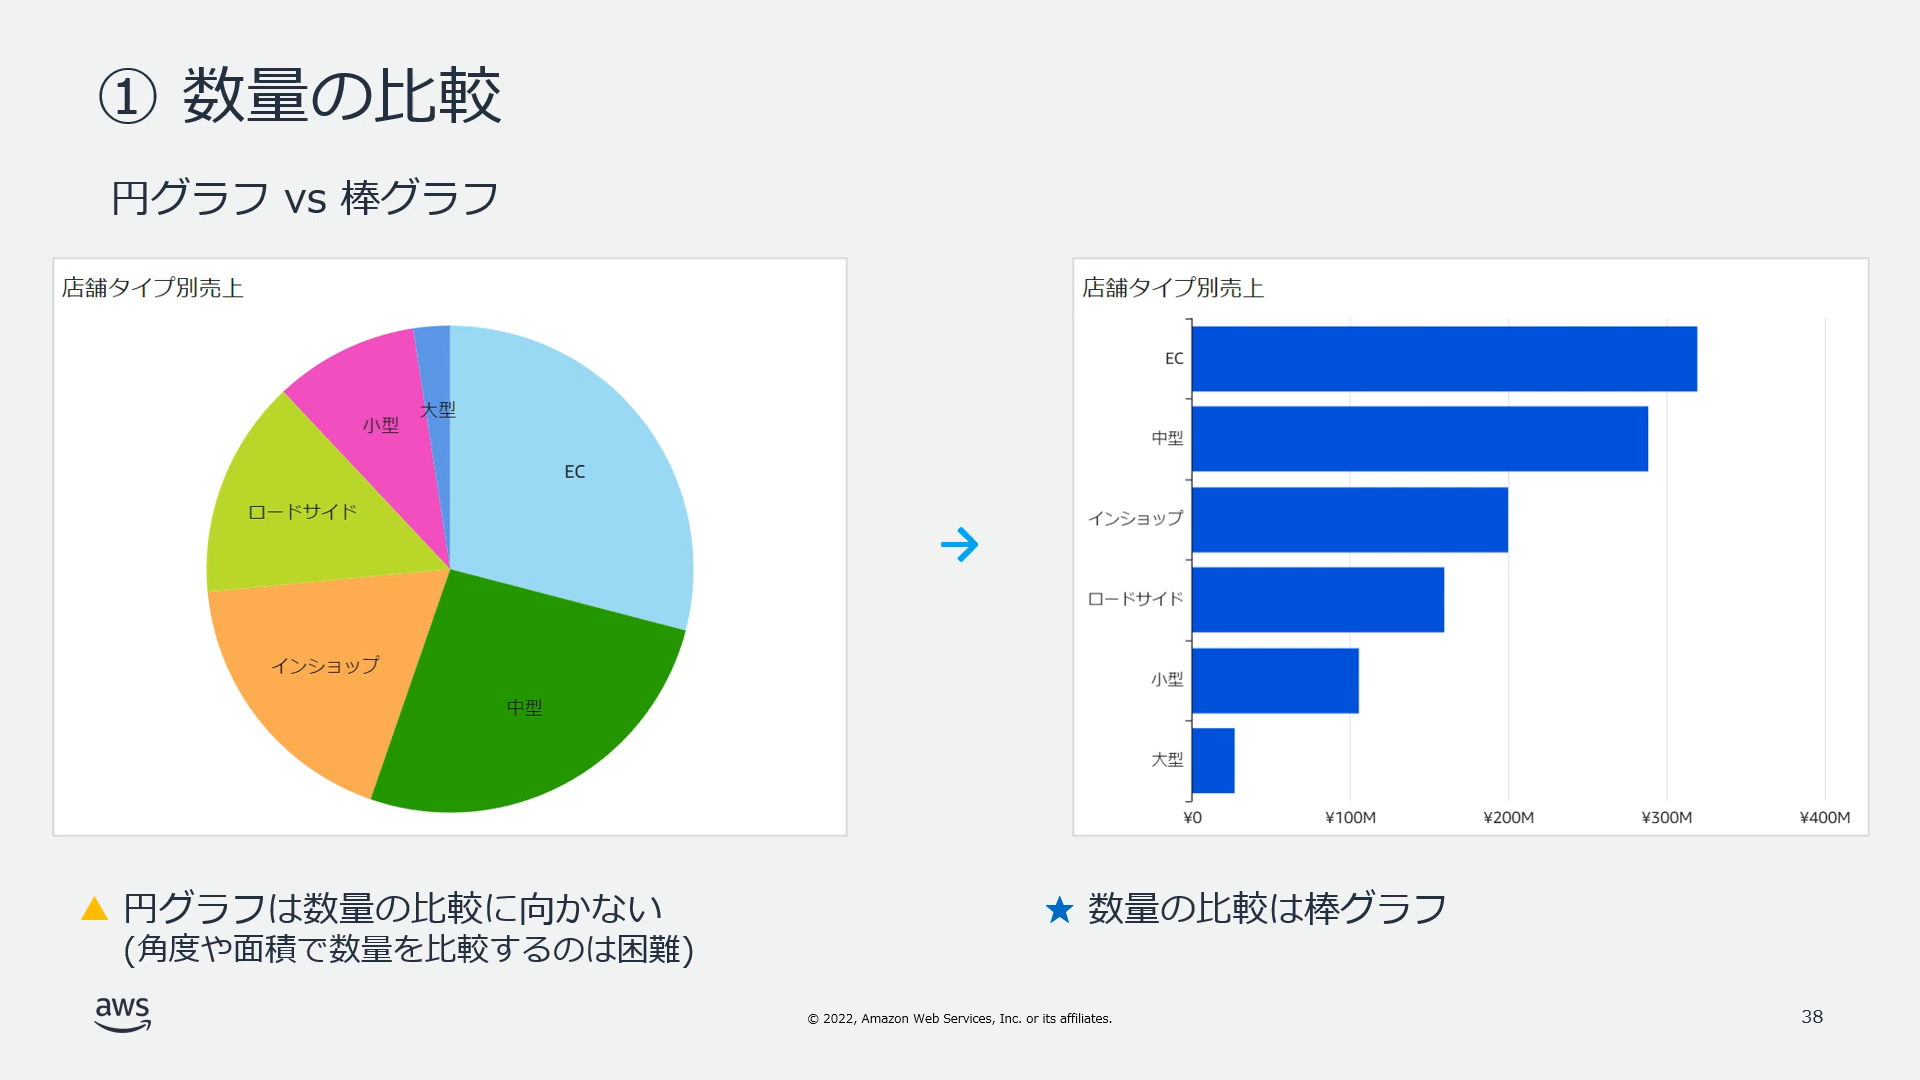 ① 数量の比較
円グラフ vs 棒グラフ
店舗タイプ別売上
大型
小型
EC
ロードサイド
インショップ
中型
店舗タイプ別売上
EC
中型
インショップ
ロードサイド
小型
大型
¥0 ¥100M ¥200M ¥300M ¥400M
円グラフは数量の比較に向かない
(角度や面積で数量を比較するのは困難)
数量の比較は棒グラフ
aws
© 2022, Amazon Web Services, Inc. or its affiliates.
38